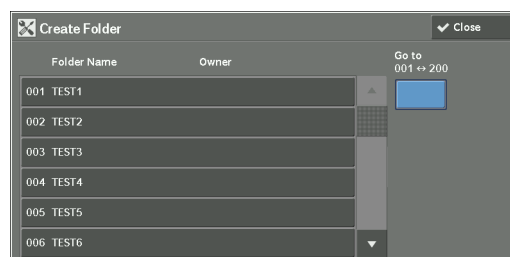 Create Folder
✔ Close
Folder Name Owner
Go to
001 ↔ 200
001 TEST1
002 TEST2
003 TEST3
004 TEST4
005 TEST5
006 TEST6